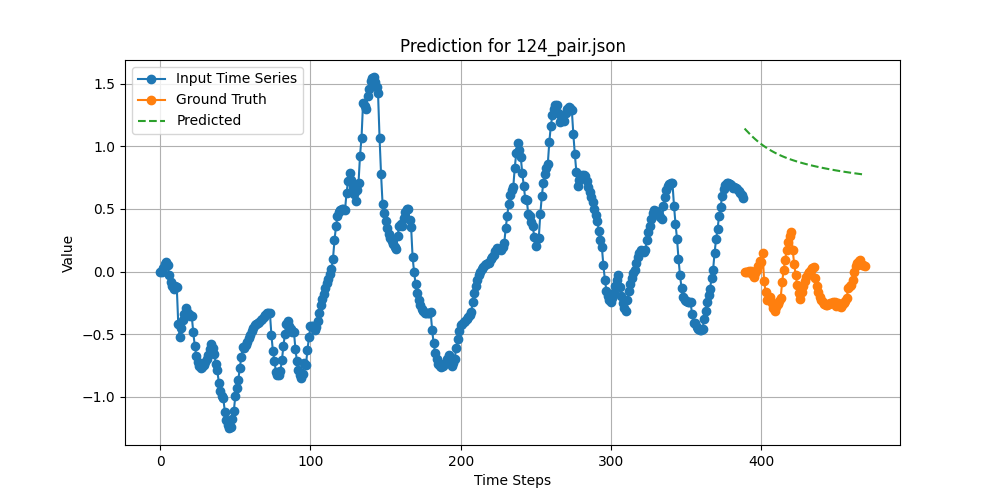 Prediction for 124_pair.json
Input Time Series
Ground Truth
Predicted
Value
1.5
1.0
0.5
0.0
−0.5
−1.0
0 100 200 300 400
Time Steps